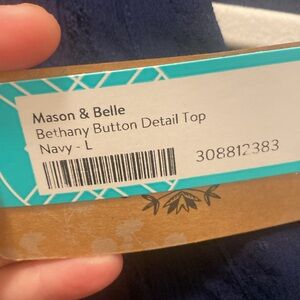 Mason & Belle
Bethany Button Detail Top
Navy - L
308812383